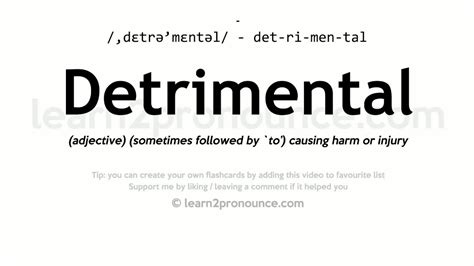 -
/ˌdɛtrə'mɛntəl/ - det-ri-men-tal
Detrimental
learn2pronounce.com
(adjective) (sometimes followed by `to') causing harm or injury
Tip: you can create your own flashcards by adding this video to favourite list
Support me by liking / leaving a comment if it helped you
© learn2pronounce.com